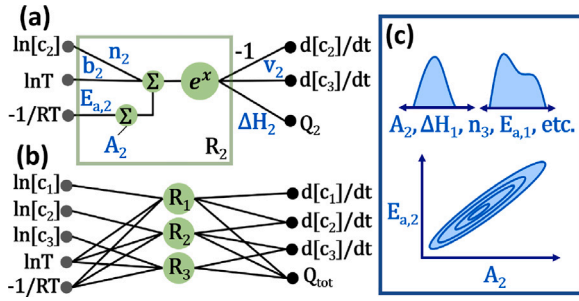 (a)
ln[c₂]
n₂
b₂
lnT
Eₐ,₂
-1/RT
Σ
Σ
A₂
eˣ
R₂
-1
ν₂
ΔH₂
d[c₂]/dt
d[c₃]/dt
Q₂
(b)
ln[c₁]
ln[c₂]
ln[c₃]
lnT
-1/RT
R₁
R₂
R₃
d[c₁]/dt
d[c₂]/dt
d[c₃]/dt
Qₜₒₜ
(c)
A₂, ΔH₁, n₃, Eₐ,₁, etc.
Eₐ,₂
A₂